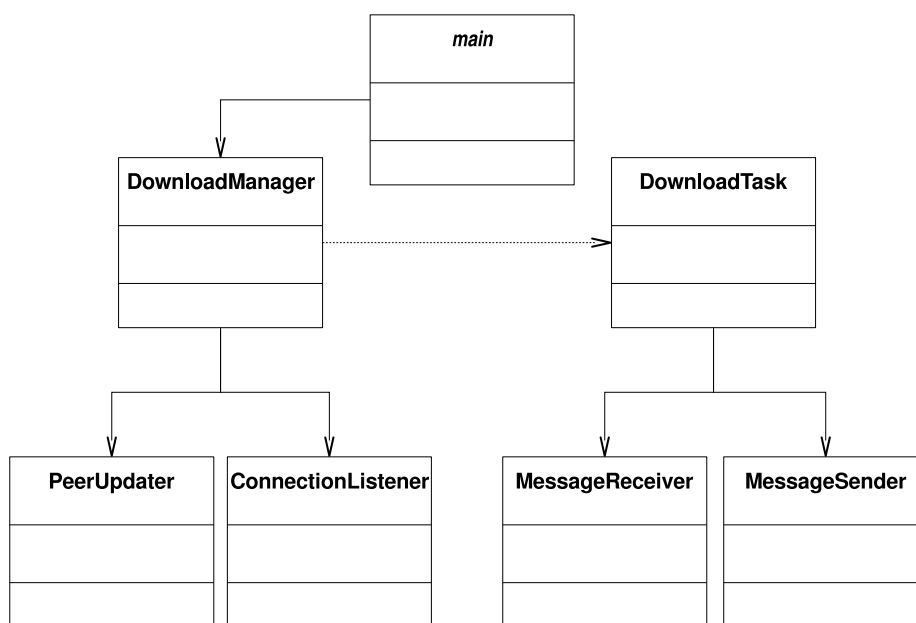 main
DownloadManager
DownloadTask
PeerUpdater
ConnectionListener
MessageReceiver
MessageSender